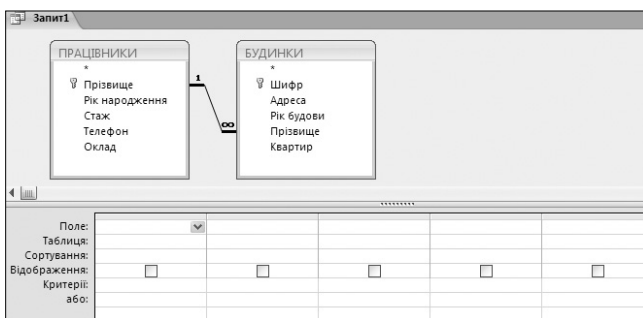 Запит1
ПРАЦІВНИКИ
*
Прізвище
Рік народження
Стаж
Телефон
Оклад
1
∞
БУДИНКИ
*
Шифр
Адреса
Рік будови
Прізвище
Квартир
Поле:
Таблиця:
Сортування:
Відображення:
Критерії:
або: